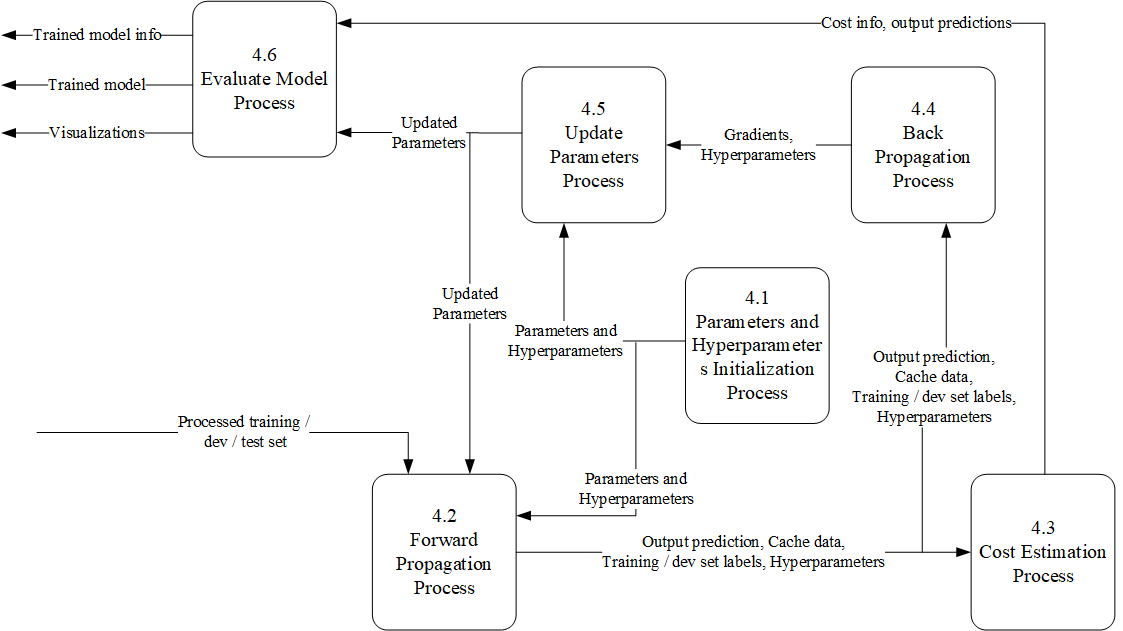 Cost info, output predictions
Trained model info
Trained model
Visualizations
4.6
Evaluate Model
Process
Updated
Parameters
4.5
Update
Parameters
Process
Gradients,
Hyperparameters
4.4
Back
Propagation
Process
Updated
Parameters
Parameters and
Hyperparameters
4.1
Parameters and
Hyperparameter
s Initialization
Process
Output prediction,
Cache data,
Training / dev set labels,
Hyperparameters
Processed training /
dev / test set
Parameters and
Hyperparameters
4.2
Forward
Propagation
Process
Output prediction, Cache data,
Training / dev set labels, Hyperparameters
4.3
Cost Estimation
Process